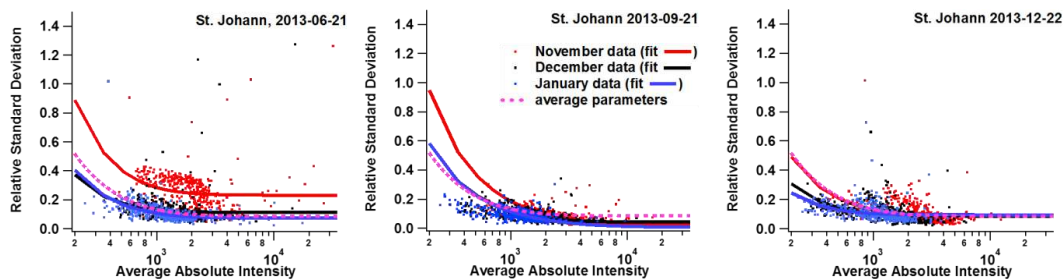 St. Johann, 2013-06-21
Relative Standard Deviation
1.4
1.2
1.0
0.8
0.6
0.4
0.2
0.0
2 4 6 8 10³ 2 4 6 8 10⁴ 2
Average Absolute Intensity
St. Johann 2013-09-21
November data (fit )
December data (fit )
January data (fit )
average parameters
Relative Standard Deviation
1.4
1.2
1.0
0.8
0.6
0.4
0.2
0.0
2 4 6 8 10³ 2 4 6 8 10⁴ 2
Average Absolute Intensity
St. Johann 2013-12-22
Relative Standard Deviation
1.4
1.2
1.0
0.8
0.6
0.4
0.2
0.0
2 4 6 8 10³ 2 4 6 8 10⁴ 2
Average Absolute Intensity